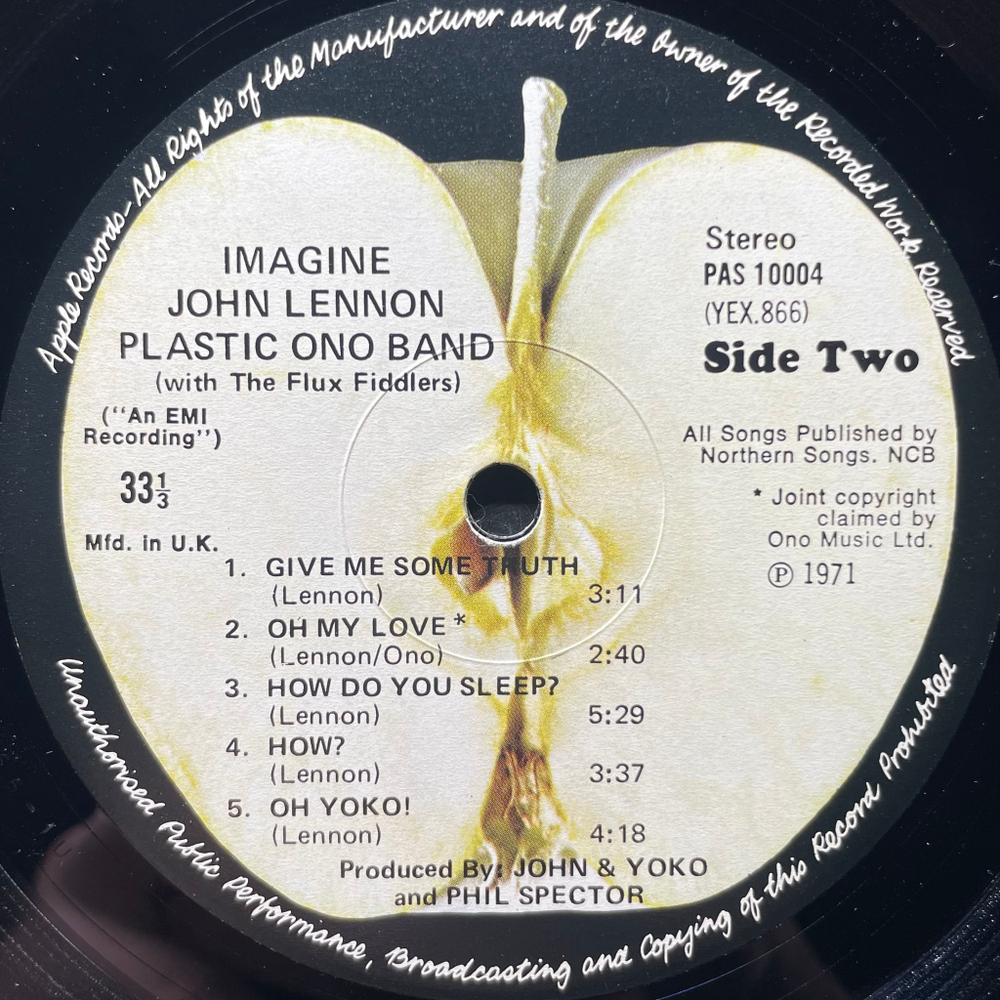 Apple Records - All Rights of the Manufacturer and of the Owner of the Recorded Work Reserved
IMAGINE
JOHN LENNON
PLASTIC ONO BAND
(with The Flux Fiddlers)
(“An EMI
Recording”)
33⅓
Mfd. in U.K.
Stereo
PAS 10004
(YEX.866)
Side Two
All Songs Published by
Northern Songs. NCB
* Joint copyright
claimed by
Ono Music Ltd.
Ⓟ 1971
1. GIVE ME SOME TRUTH
(Lennon) 3:11
2. OH MY LOVE *
(Lennon/Ono) 2:40
3. HOW DO YOU SLEEP?
(Lennon) 5:29
4. HOW?
(Lennon) 3:37
5. OH YOKO!
(Lennon) 4:18
Produced By: JOHN & YOKO
and PHIL SPECTOR
Unauthorised Public Performance, Broadcasting and Copying of this Record Prohibited